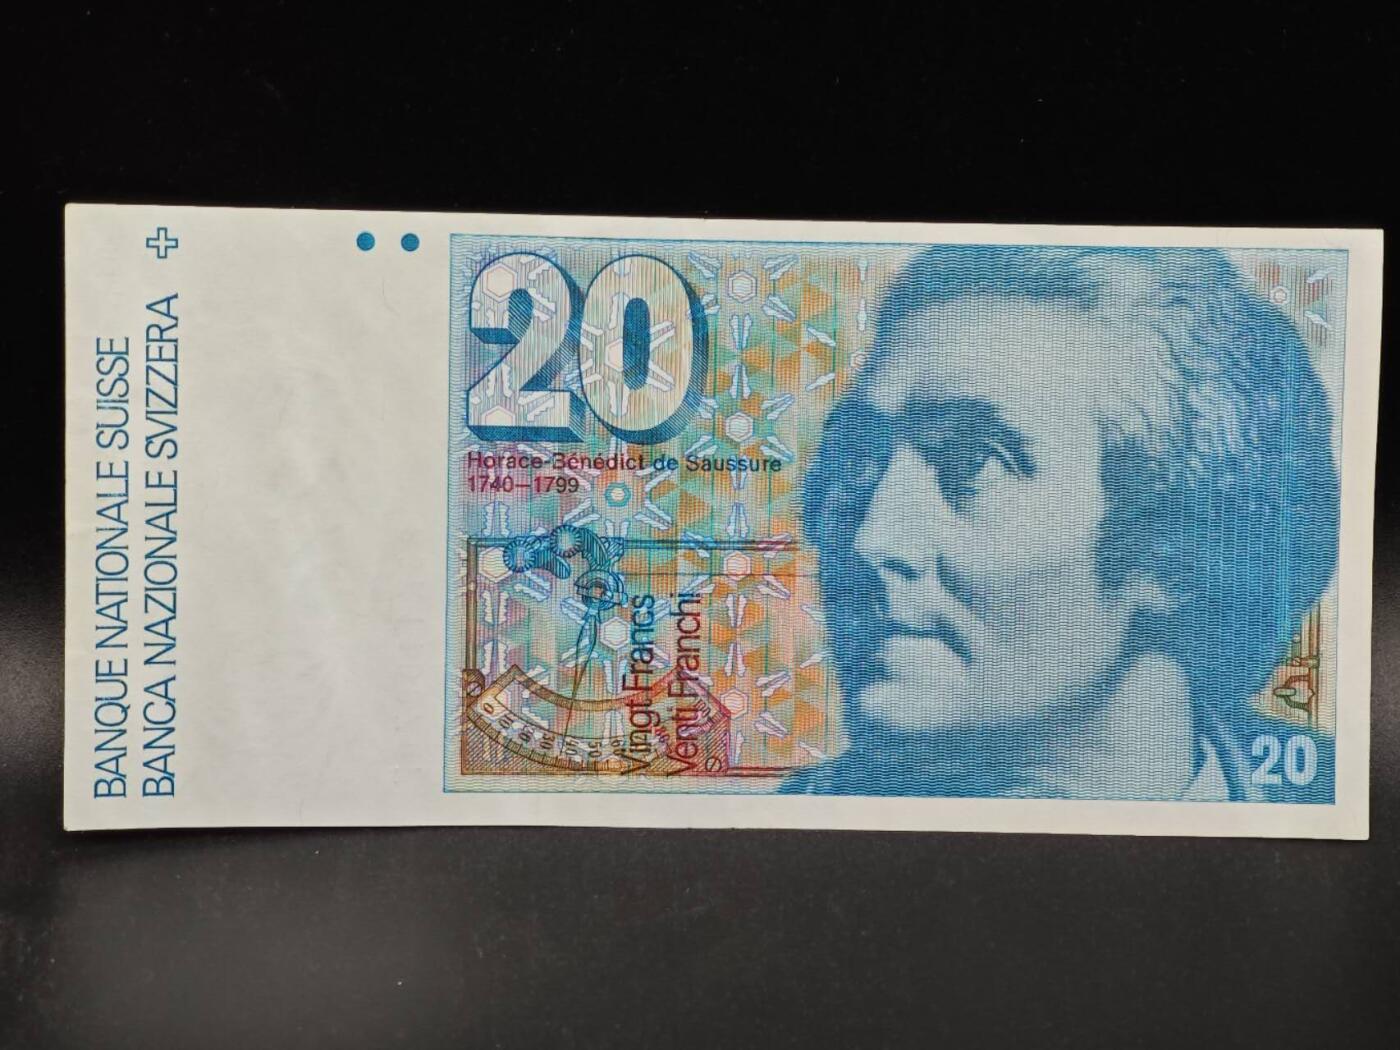 BANQUE NATIONALE SUISSE
BANCA NAZIONALE SVIZZERA
20
Horace-Bénédict de Saussure
1740–1799
Vingt Francs
Venti Franchi
20